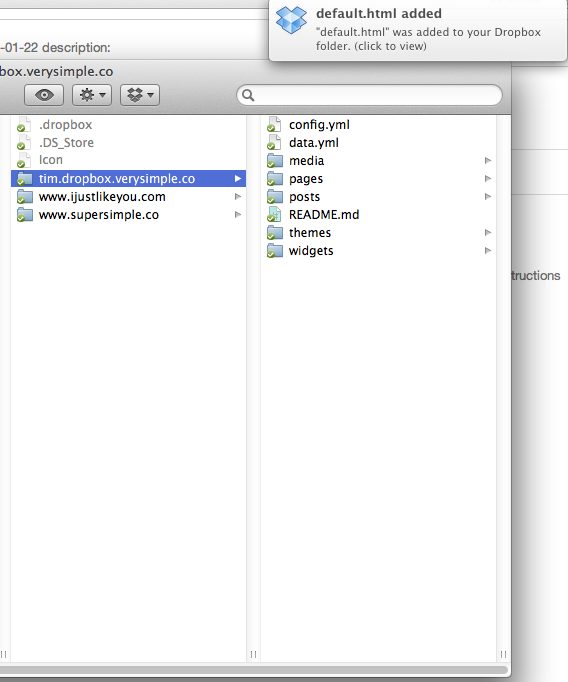 default.html added
"default.html" was added to your Dropbox
folder. (click to view)
-01-22 description:
box.verysimple.co
.dropbox
.DS_Store
Icon
tim.dropbox.verysimple.co
www.ijustlikeyou.com
www.supersimple.co
config.yml
data.yml
media
pages
posts
README.md
themes
widgets
tructions